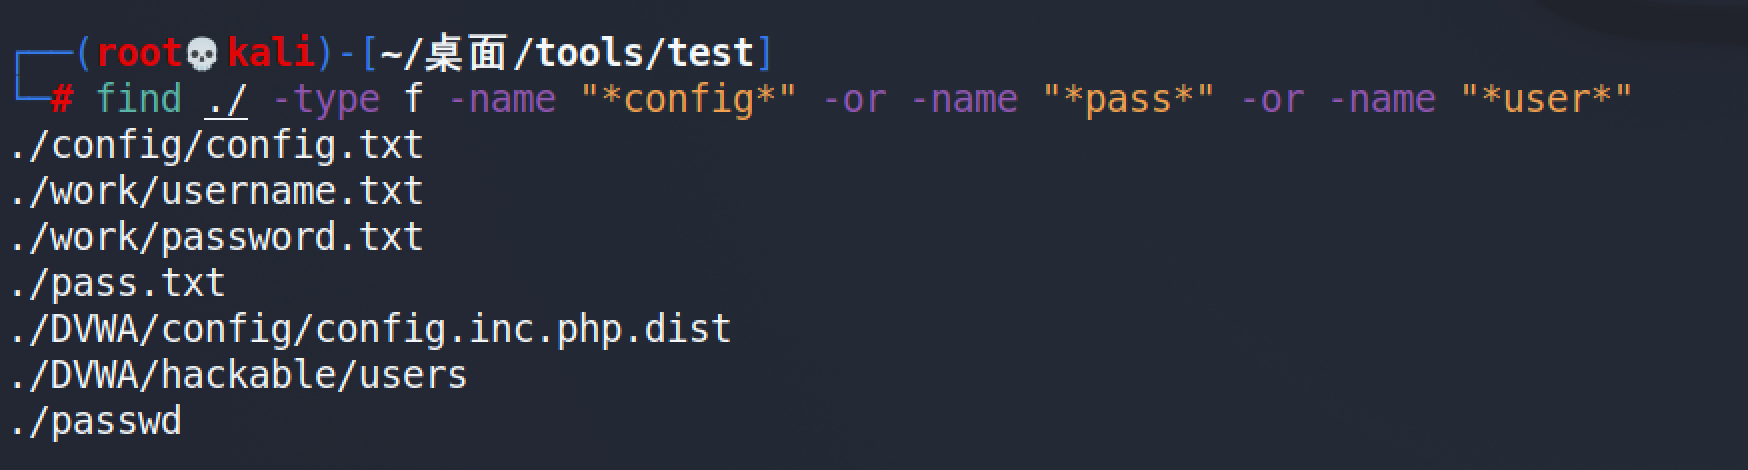 ┌──(root💀kali)-[~/桌面/tools/test]
└─# find ./ -type f -name "*config*" -or -name "*pass*" -or -name "*user*"
./config/config.txt
./work/username.txt
./work/password.txt
./pass.txt
./DVWA/config/config.inc.php.dist
./DVWA/hackable/users
./passwd